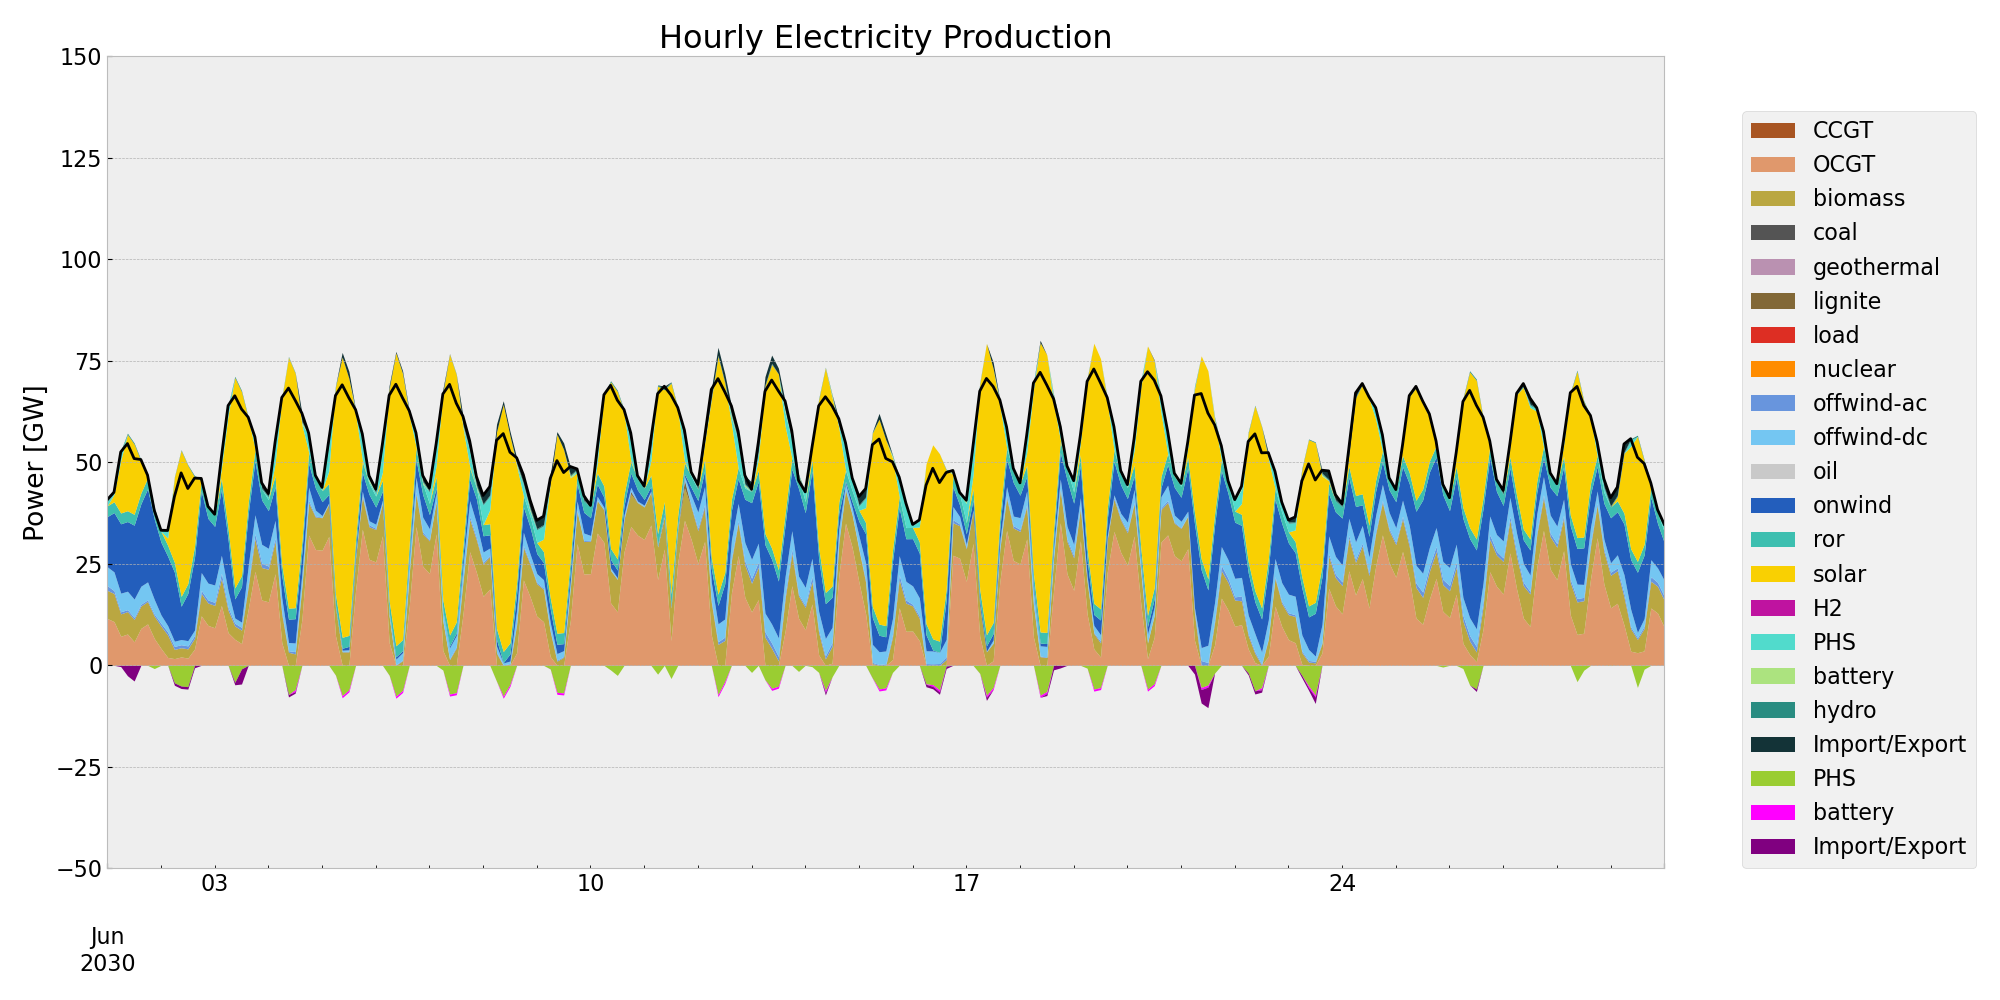 Hourly Electricity Production
Power [GW]
150
125
100
75
50
25
0
−25
−50
03
10
17
24
Jun
2030
CCGT
OCGT
biomass
coal
geothermal
lignite
load
nuclear
offwind-ac
offwind-dc
oil
onwind
ror
solar
H2
PHS
battery
hydro
Import/Export
PHS
battery
Import/Export